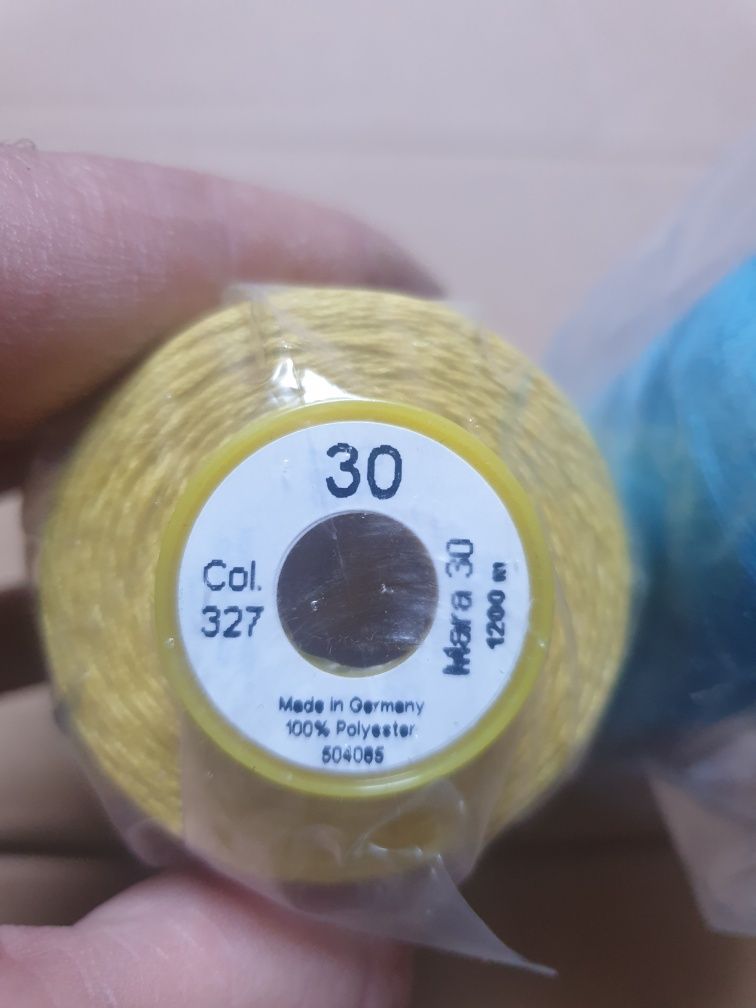 30
Col.
327
Mara 30
1200 m
Made in Germany
100% Polyester
504085